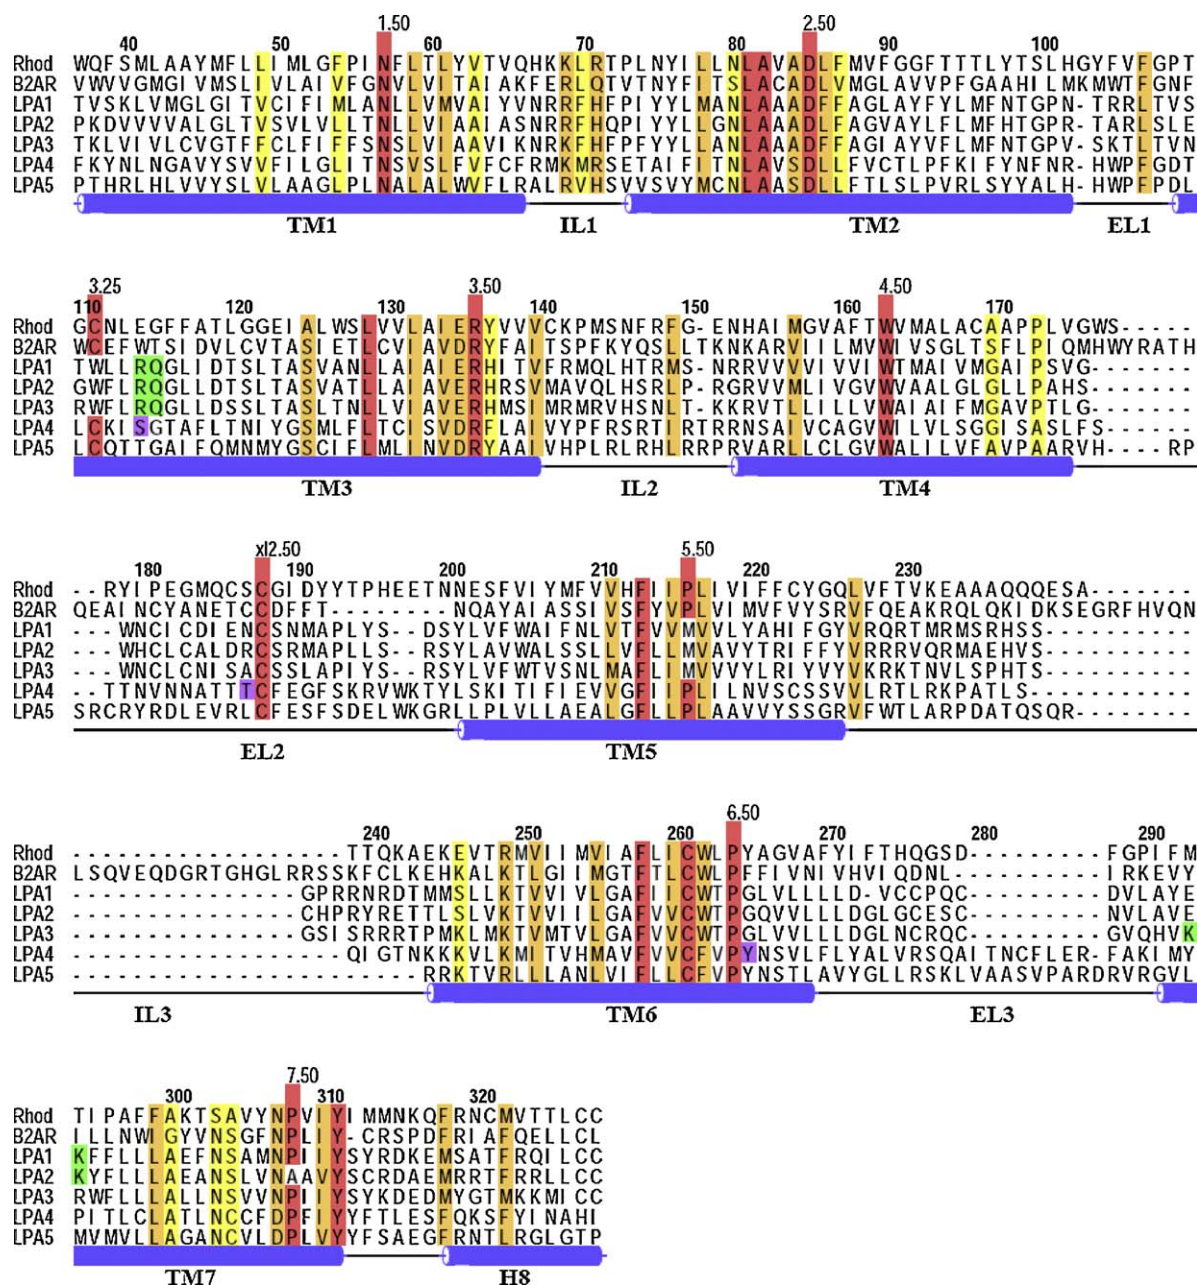 1.50 2.50
40 50 60 70 80 90 100
Rhod WQFSMLAAYMFLLIMLGFPINFLTLYVTVQHKKLRTPLNYILLNLAVADLFMVFGGFTTTLYTSLHGYFVFGPT
B2AR VWVVGMGIVMSLIVLAIVFGNVLVITAIAKFERLQTVTNYFITSLACADLVMGLAVVPFGAAHILMKMWTFGNF
LPA1 TVSKLVMGLGITVCIFIMLANLLVMVAIYVNRRFHFPIYYLMANLAAADFFAGLAYFYLMFNTGPN-TRRLTVS
LPA2 PKDVVVVALGLTVSVLVLLTNLLVIAAIASNRRFHQPIYYLLGNLAAADLFAGVAYLFLMFHTGPR-TARLSLE
LPA3 TKLVIVLCVGTFFCLFIFFSNSLVIAAVIKNRKFHFPFYYLLANLAAADFFAGIAYVFLMFNTGPV-SKTLTVN
LPA4 FKYNLNGAVYSVVFILGLITNSVSLFVFCFRMKMRSETAIFITNLAVSDLLFVCTLPFKIFYNFNR-HWPFGDT
LPA5 PTHRLHLVVYSLVLAAGLPLNALALWVFLRALRVHSVVSVYMCNLAASDLLFTLSLPVRLSYYALH-HWPFPDL
TM1 IL1 TM2 EL1
3.25 3.50 4.50
110 120 130 140 150 160 170
Rhod GCNLEGFFATLGGEIALWSLVVLAIERYVVVCKPMSNFRFG-ENHAIMGVAFTWVMALACAAPPLVGWS-----
B2AR WCEFWTSIDVLCVTASIETLCVIAVDRYFAITSPFKYQSLLTKNKARVIILMVWIVSGLTSFLPIQMHWYRATH
LPA1 TWLLRQGLIDTSLTASVANLLAIAIERHITVFRMQLHTRMS-NRRVVVVIVVIWTMAIVMGAIPSVG------
LPA2 GWFLRQGLLDTSLTASVATLLAIAVERHRSVMAVQLHSRLP-RGRVVMLIVGVWVAALGLGLLPAHS------
LPA3 RWFLRQGLLDSSLTASLTNLLVIAVERHMSIMRMRVHSNLT-KKRVTLLILLVWAIAIFMGAVPTLG------
LPA4 LCKISGTAFLTNIYGSMLFLTCISVDRFLAIVYPFRSRTIRTRRNSAIVCAGVWILVLSGGISASLFS-----
LPA5 LCQTTGAIFQMNMYGSCIFLMLINVDRYAAIVHPLRLRHLRRPRVARLLCLGVWALILVFAVPAARVH----RP
TM3 IL2 TM4
xl2.50 5.50
180 190 200 210 220 230
Rhod --RYIPEGMQCSCGIDYYTPHEETNNESFVIYMFVVHFIIPLIVIFFCYGQLVFTVKEAAAQQQESA-------
B2AR QEAINCYANETCCDFFT---------NQAYAIASSIVSFYVPLVIMVFVYSRVFQEAKRQLQKIDKSEGRFHVQN
LPA1 ---WNCICDIENCSNMAPLYS--DSYLVFWAIFNLVTFVVMVVLYAHIFGYVRQRTMRMSRHSS----------
LPA2 ---WHCLCALDRCSRMAPLLS--RSYLAVWALSSLLVFLLMVAVYTRIFFYVRRRVQRMAEHVS----------
LPA3 ---WNCLCNISACSSLAPIYS--RSYLVFWTVSNLMAFLIMVVVYLRIYVYVKRKTNVLSPHTS----------
LPA4 --TTNVNNATTTCFEGFSKRVWKTYLSKITIFIEVVGFIIPLILNVSCSSVVLRTLRKPATLS-----------
LPA5 SRCRYRDLEVRLCFESFSDELWKGRLLPLVLLAEALGFLLPLAAVVYSSGRVFWTLARPDATQSQR--------
EL2 TM5
6.50
240 250 260 270 280 290
Rhod ------------------TTQKAEKEVTRMVIIMVIAFLICWLPYAGVAFYIFTHQGSD---------FGPIFM
B2AR LSQVEQDGRTGHGLRRSSKFCLKEHKALKTLGIIMGTFTLCWLPFFIVNIVHVIQDNL----------IRKEVY
LPA1 ---------------GPRRNRDTMMSLLKTVVIVLGAFIICWTPGLVLLLLD-VCCPQC---------DVLAYE
LPA2 ---------------CHPRYRETTLSLVKTVVIILGAFVVCWTPGQVVLLLDGLGCESC---------NVLAVE
LPA3 ---------------GSISRRRTPMKLMKTVMTVLGAFVVCWTPGLVVLLLDGLNCRQC---------GVQHVK
LPA4 ------------------QIGTNKKKVLKMITVHMAVFVVCFVPYNSVLFLYALVRSQAITNCFLER-FAKIMY
LPA5 -----------------------RRKTVRLLLANLVIFLLCFVPYNSTLAVYGLLRSKLVAASVPARDRVRGVL
IL3 TM6 EL3
7.50
300 310 320
Rhod TIPAFFAKTSAVYNPVIYIMMNKQFRNCMVTTLCC
B2AR ILLNWIGYVNSGFNPLIY-CRSPDFRIAFQELLCL
LPA1 KFFLLLAEFNSAMNPIIYSYRDKEMSATFRQILCC
LPA2 KYFLLLAEANSLVNAAVYSCRDAEMRRTFRRLLCC
LPA3 RWFLLLALLNSVVNPIIYSYKDEDMYGTMKKMICC
LPA4 PITLCLATLNCCFDPFIYYFTLESFQKSFYINAHI
LPA5 MVMVLLAGANCVLDPLVYYFSAEGFRNTLRGLGTP
TM7 H8